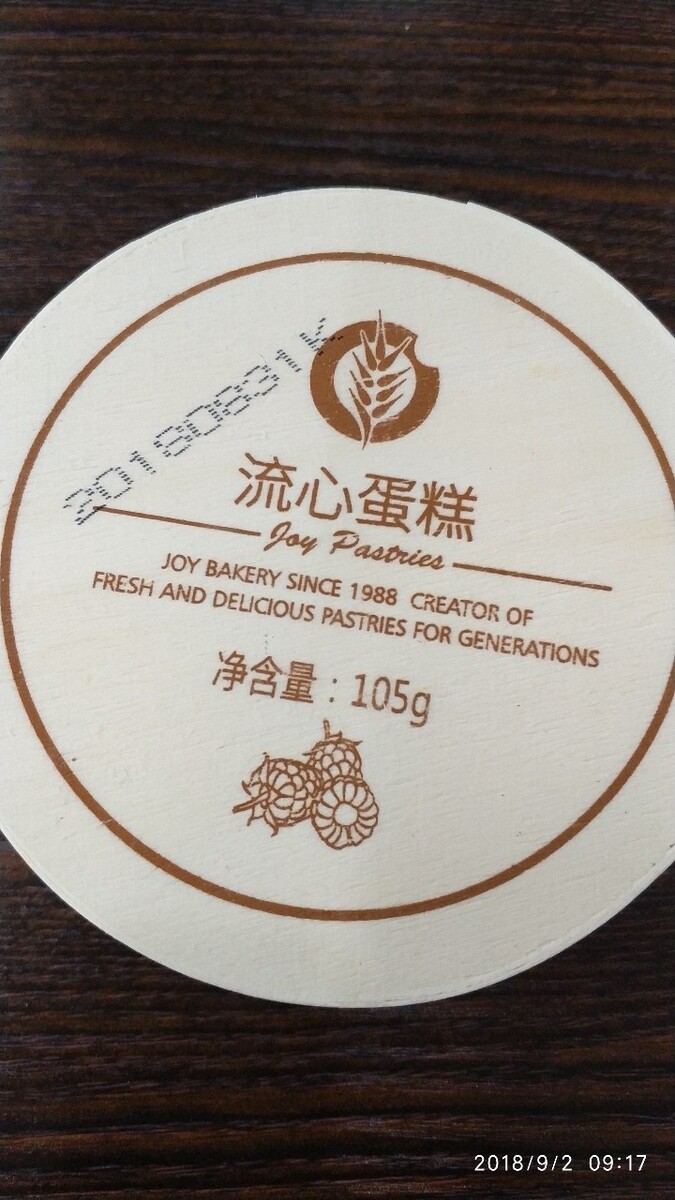 20180831K
流心蛋糕
Joy Pastries
JOY BAKERY SINCE 1988 CREATOR OF
FRESH AND DELICIOUS PASTRIES FOR GENERATIONS
净含量：105g
2018/9/2 09:17